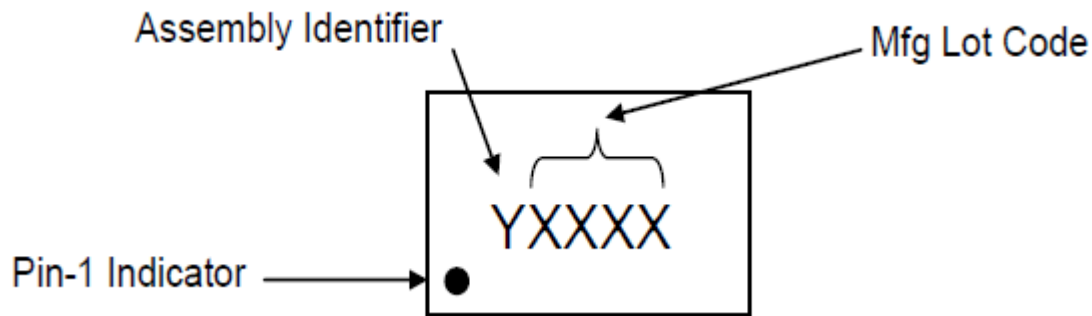 Assembly Identifier
Mfg Lot Code
YXXXX
Pin-1 Indicator